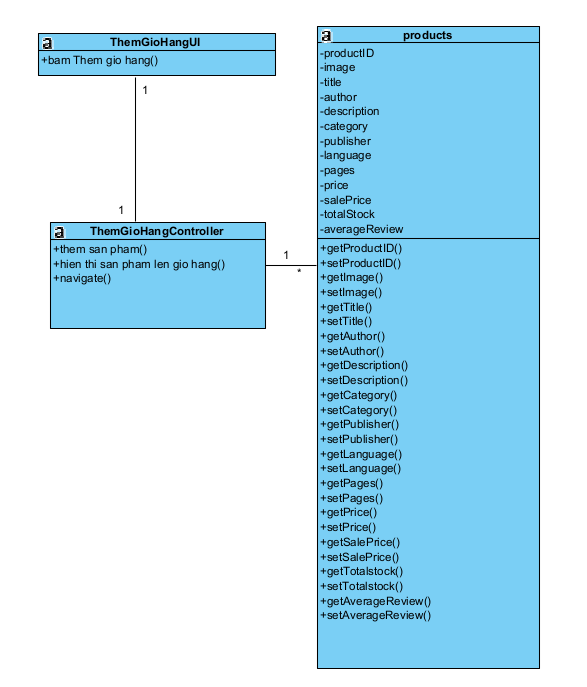 a
ThemGioHangUI
+bam Them gio hang()
1
1
a
ThemGioHangController
+them san pham()
+hien thi san pham len gio hang()
+navigate()
1
*
a
products
-productID
-image
-title
-author
-description
-category
-publisher
-language
-pages
-price
-salePrice
-totalStock
-averageReview
+getProductID()
+setProductID()
+getImage()
+setImage()
+getTitle()
+setTitle()
+getAuthor()
+setAuthor()
+getDescription()
+setDescription()
+getCategory()
+setCategory()
+getPublisher()
+setPublisher()
+getLanguage()
+setLanguage()
+getPages()
+setPages()
+getPrice()
+setPrice()
+getSalePrice()
+setSalePrice()
+getTotalstock()
+setTotalstock()
+getAverageReview()
+setAverageReview()